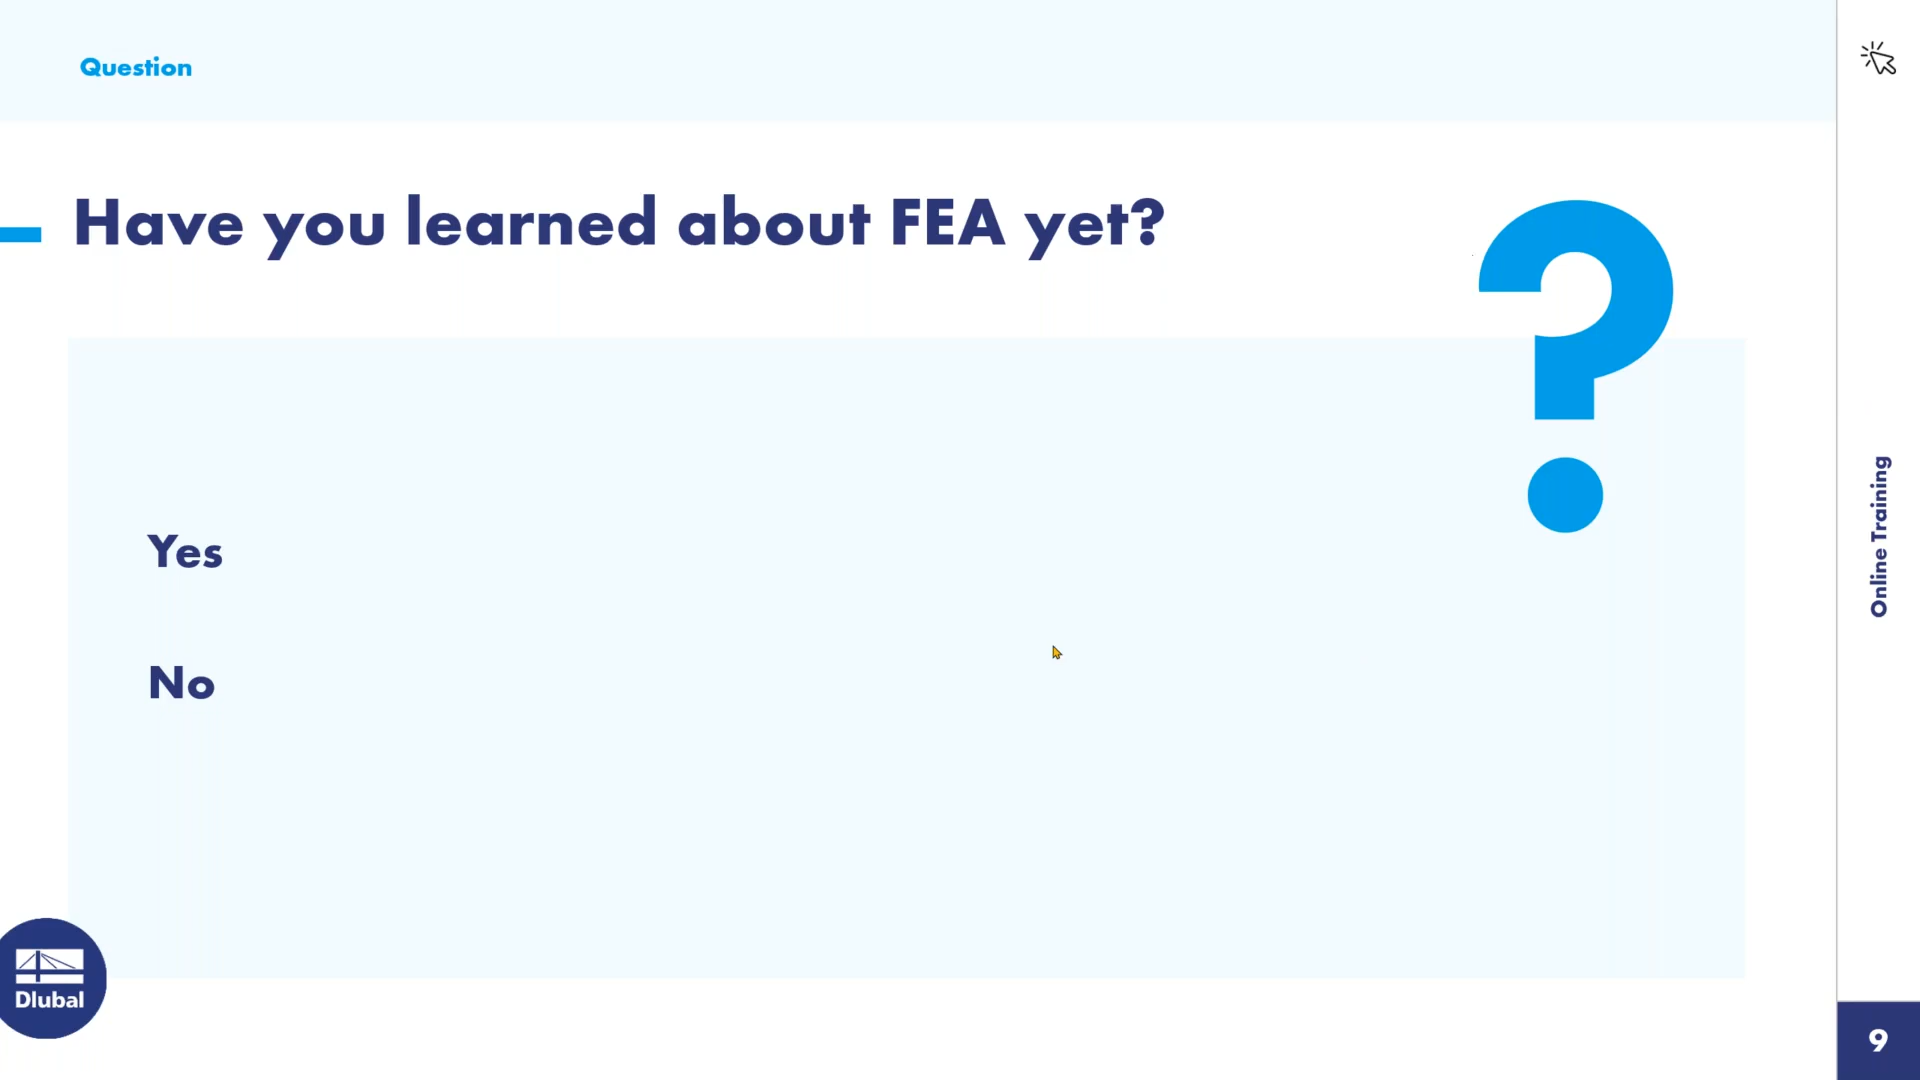 Question
Have you learned about FEA yet?
Yes
No
Online Training
Dlubal
9